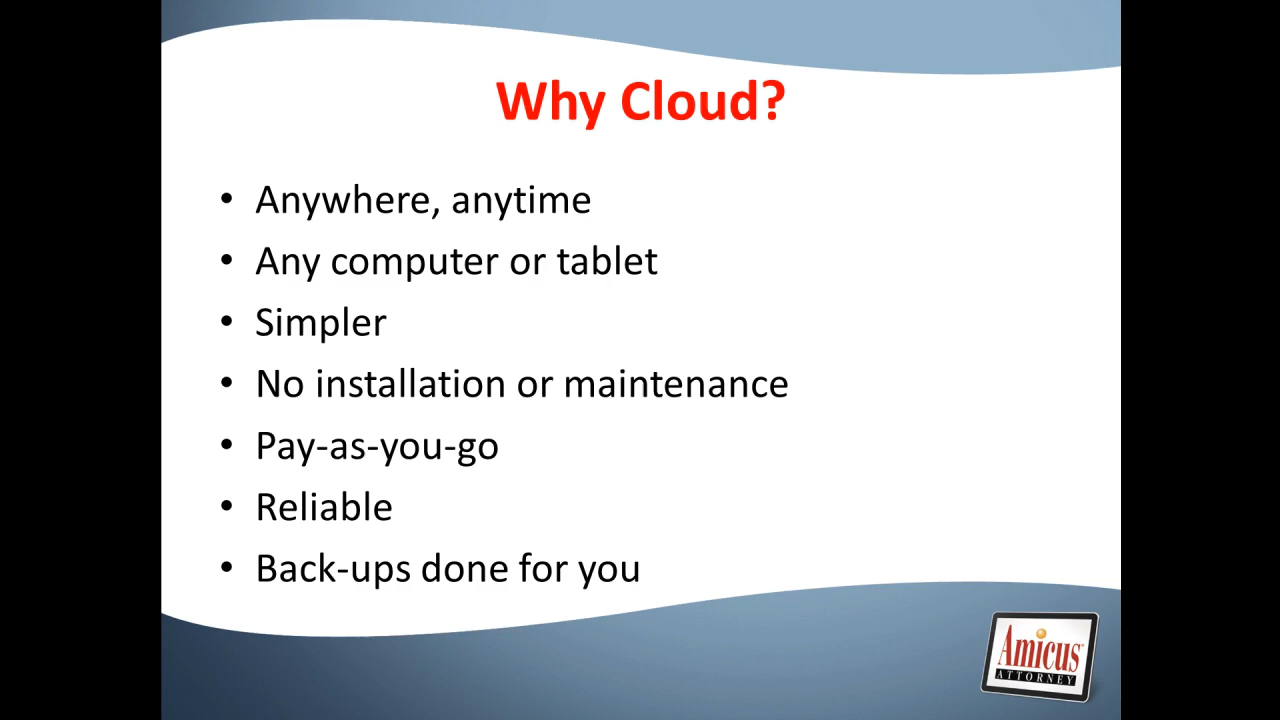 Why Cloud?
• Anywhere, anytime
• Any computer or tablet
• Simpler
• No installation or maintenance
• Pay-as-you-go
• Reliable
• Back-ups done for you
Amicus
ATTORNEY